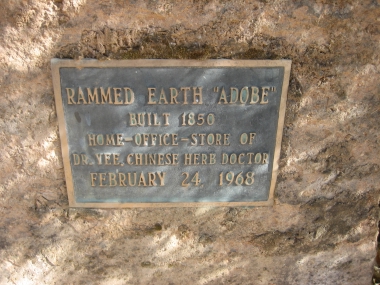 RAMMED EARTH "ADOBE"
BUILT 1850
HOME-OFFICE-STORE OF
DR. YEE, CHINESE HERB DOCTOR
FEBRUARY 24 1968